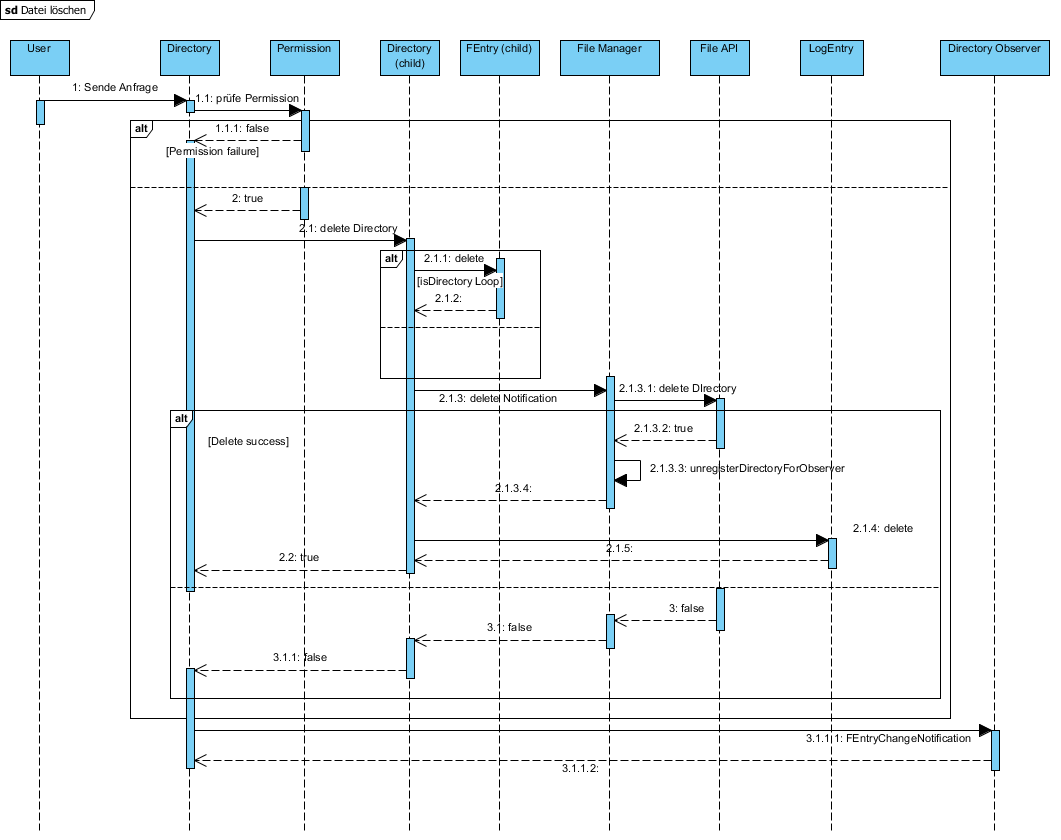 sd Datei löschen
User
Directory
Permission
Directory
(child)
FEntry (child)
File Manager
File API
LogEntry
Directory Observer
1: Sende Anfrage
1.1: prüfe Permission
alt
1.1.1: false
[Permission failure]
2: true
2.1: delete Directory
alt
2.1.1: delete
[isDirectory Loop]
2.1.2:
2.1.3: delete Notification
2.1.3.1: delete DIrectory
alt
[Delete success]
2.1.3.2: true
2.1.3.3: unregisterDirectoryForObserver
2.1.3.4:
2.1.4: delete
2.1.5:
2.2: true
3: false
3.1: false
3.1.1: false
3.1.1.1: FEntryChangeNotification
3.1.1.2: